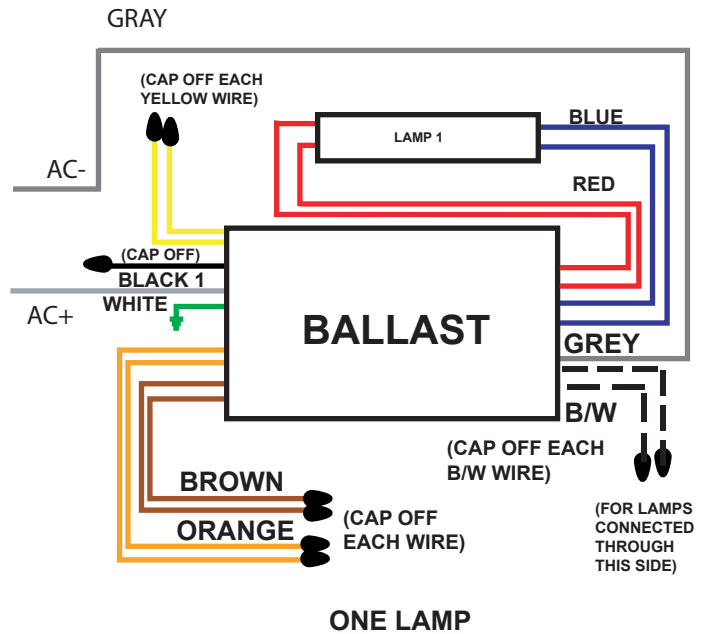 GRAY
(CAP OFF EACH
YELLOW WIRE)
BLUE
LAMP 1
AC-
RED
(CAP OFF)
BLACK 1
WHITE
AC+
BALLAST
GREY
B/W
(CAP OFF EACH
B/W WIRE)
BROWN
ORANGE
(CAP OFF
EACH WIRE)
(FOR LAMPS
CONNECTED
THROUGH
THIS SIDE)
ONE LAMP